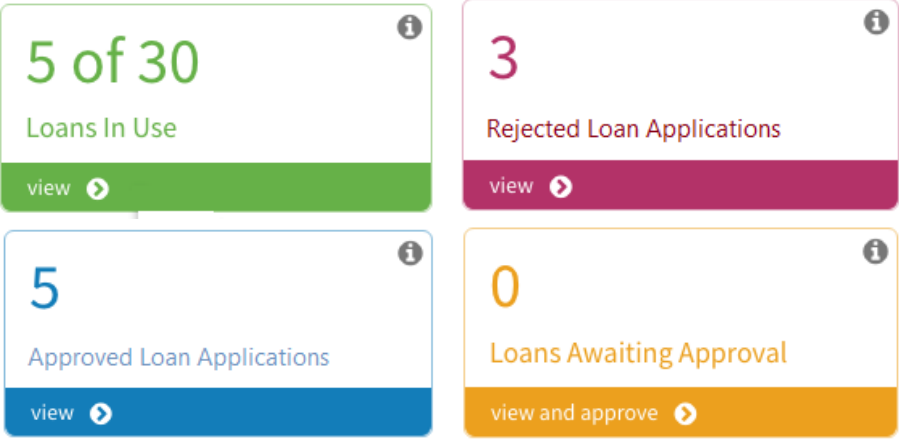 5 of 30
Loans In Use
view
3
Rejected Loan Applications
view
5
Approved Loan Applications
view
0
Loans Awaiting Approval
view and approve